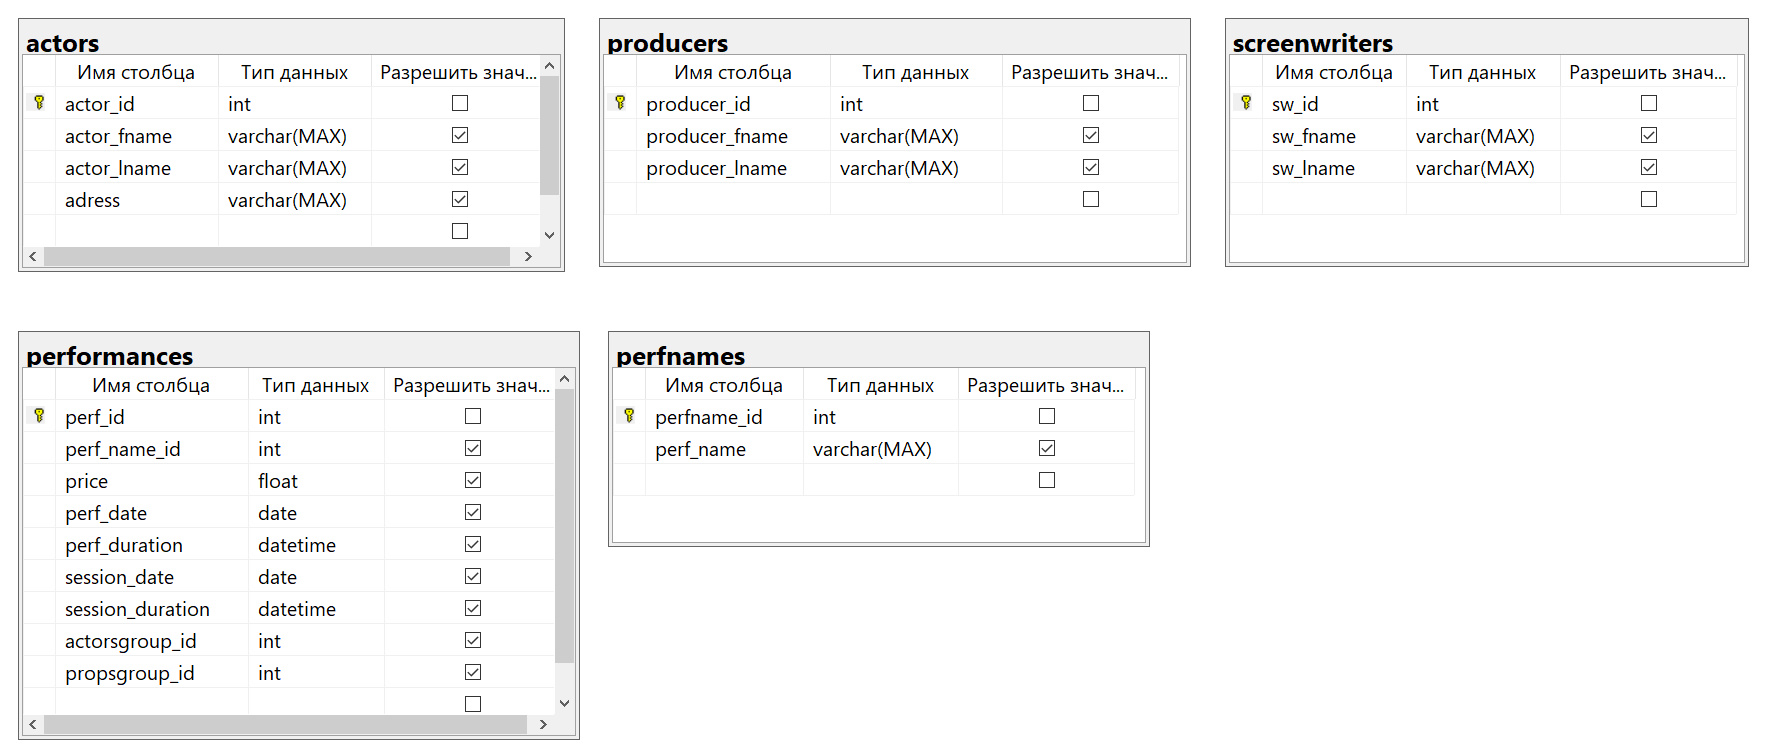 actors
Имя столбца Тип данных Разрешить знач...
actor_id int
actor_fname varchar(MAX)
actor_lname varchar(MAX)
adress varchar(MAX)
producers
Имя столбца Тип данных Разрешить знач...
producer_id int
producer_fname varchar(MAX)
producer_lname varchar(MAX)
screenwriters
Имя столбца Тип данных Разрешить знач...
sw_id int
sw_fname varchar(MAX)
sw_lname varchar(MAX)
performances
Имя столбца Тип данных Разрешить знач...
perf_id int
perf_name_id int
price float
perf_date date
perf_duration datetime
session_date date
session_duration datetime
actorsgroup_id int
propsgroup_id int
perfnames
Имя столбца Тип данных Разрешить знач...
perfname_id int
perf_name varchar(MAX)